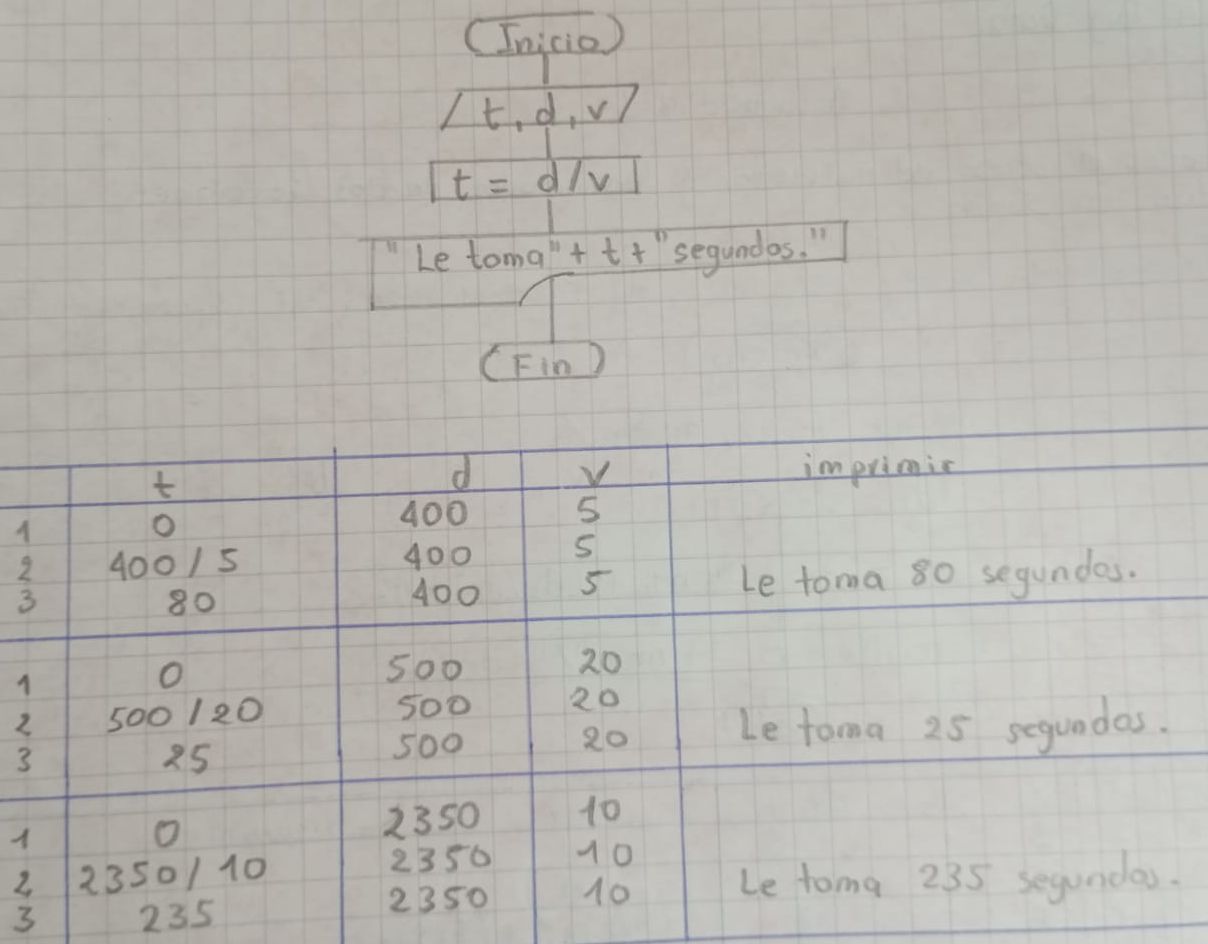 Inicio
t, d, v
t = d/v
"Le toma" + t + "segundos."
Fin
t d v imprimir
1 0 400 5
2 400/5 400 5 Le toma 80 segundos.
3 80 400 5
1 0 500 20
2 500/20 500 20 Le toma 25 segundos.
3 25 500 20
1 0 2350 10
2 2350/10 2350 10 Le toma 235 segundos.
3 235 2350 10